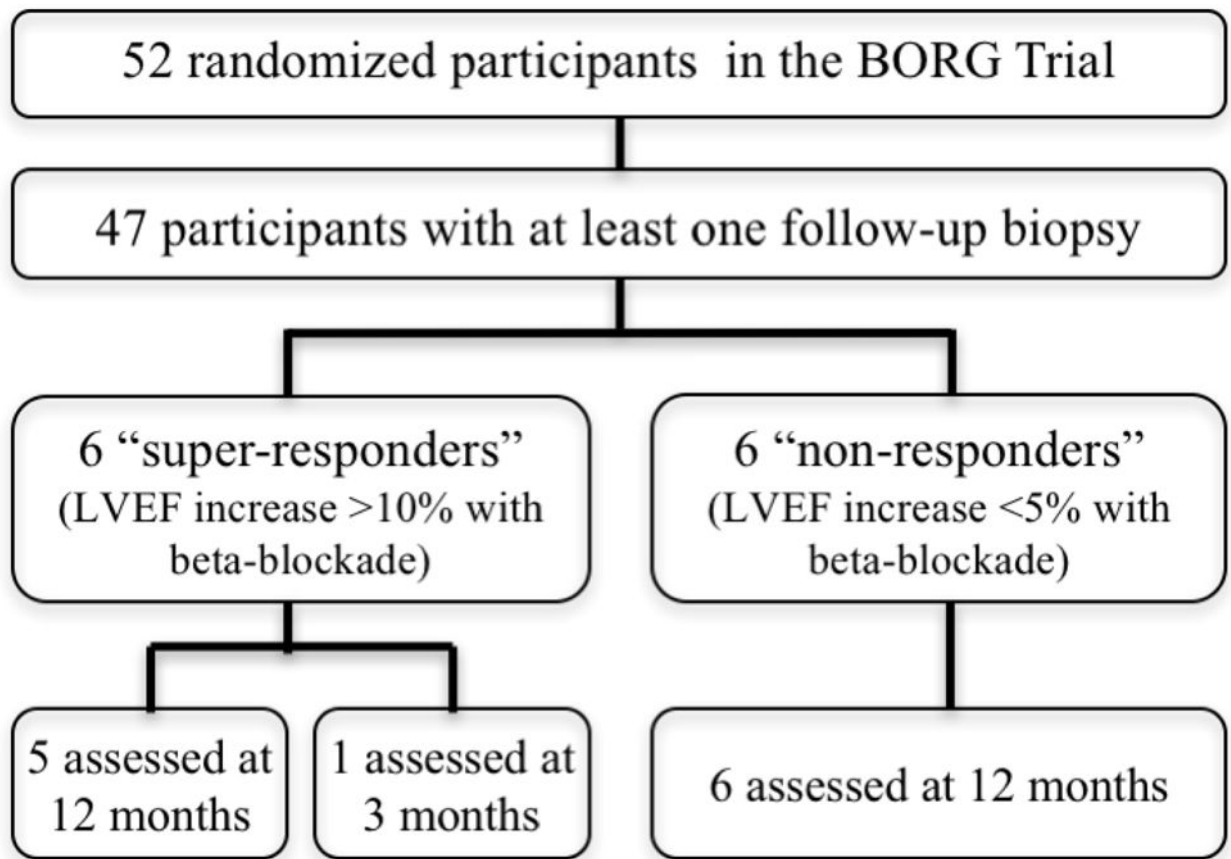 52 randomized participants in the BORG Trial
47 participants with at least one follow-up biopsy
6 “super-responders”
(LVEF increase >10% with
beta-blockade)
6 “non-responders”
(LVEF increase <5% with
beta-blockade)
5 assessed at
12 months
1 assessed at
3 months
6 assessed at 12 months